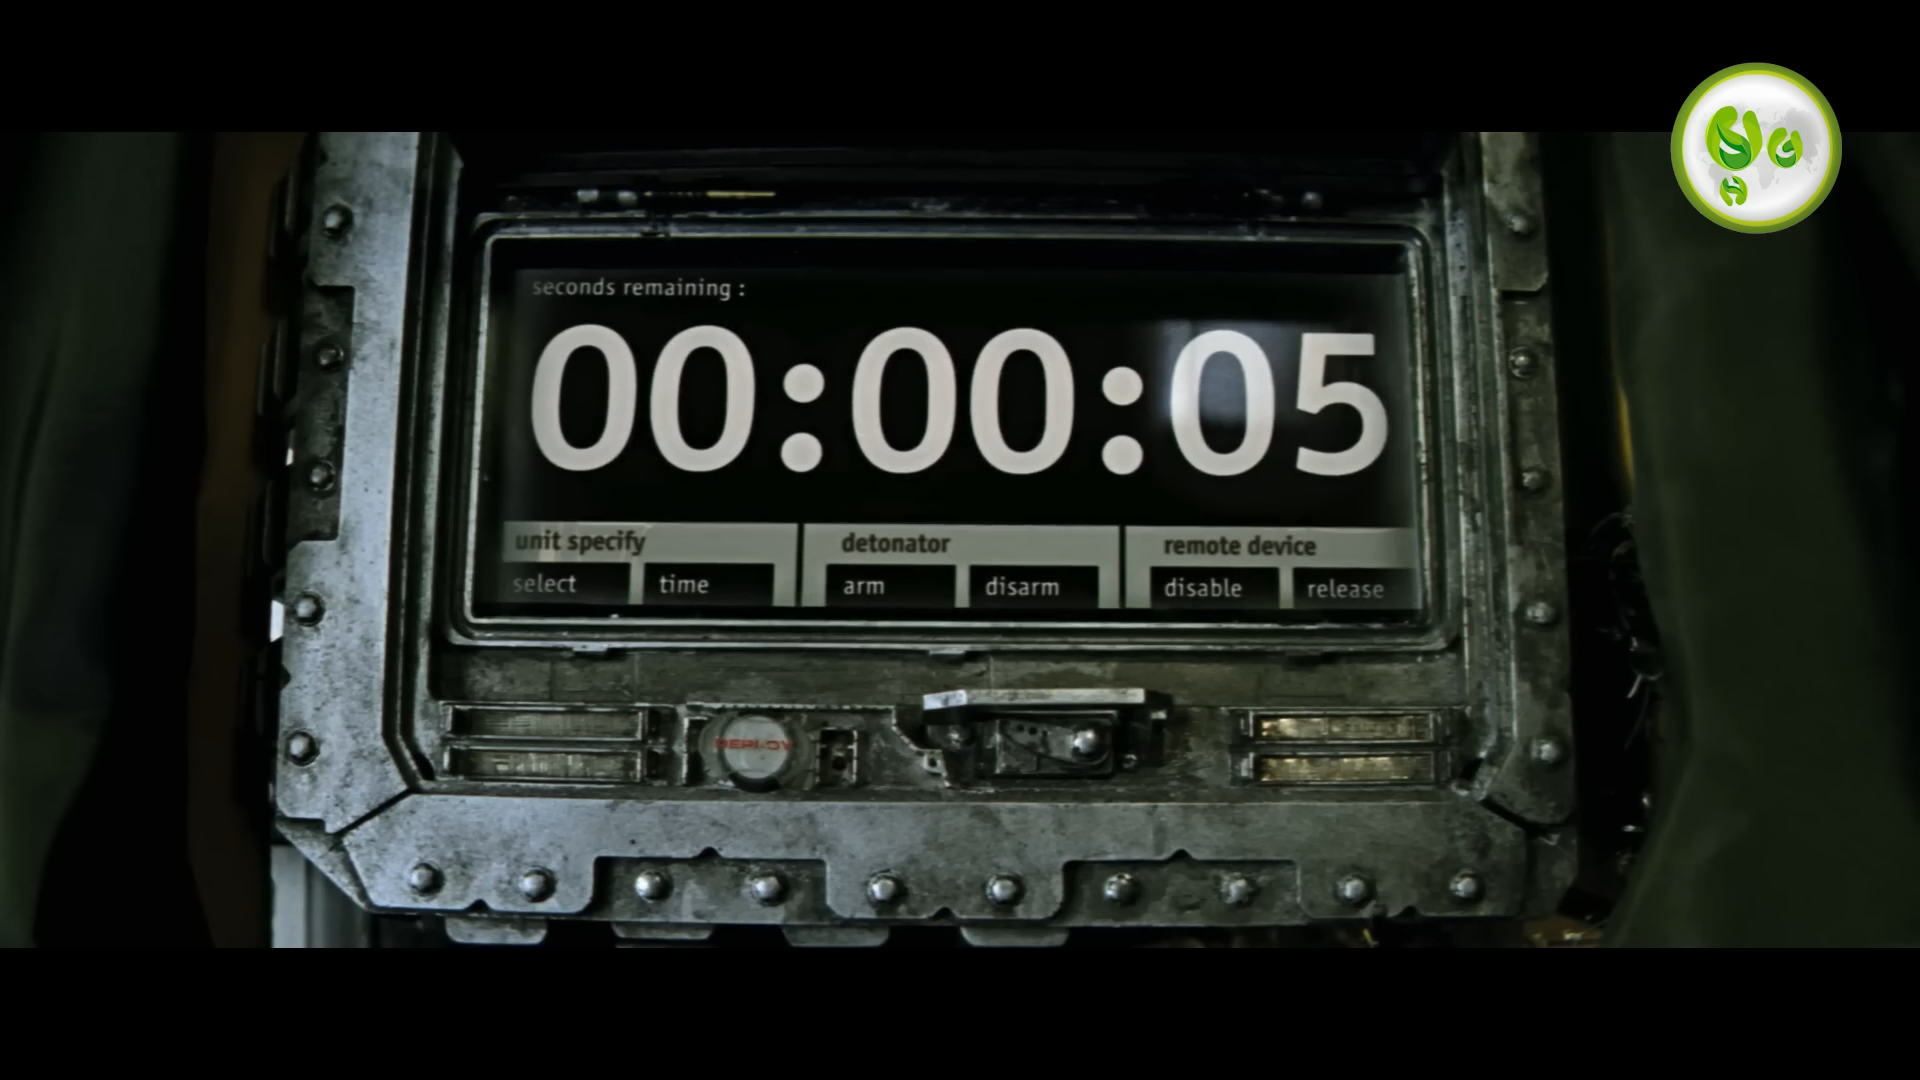 seconds remaining :
00:00:05
unit specify
detonator
remote device
select
time
arm
disarm
disable
release